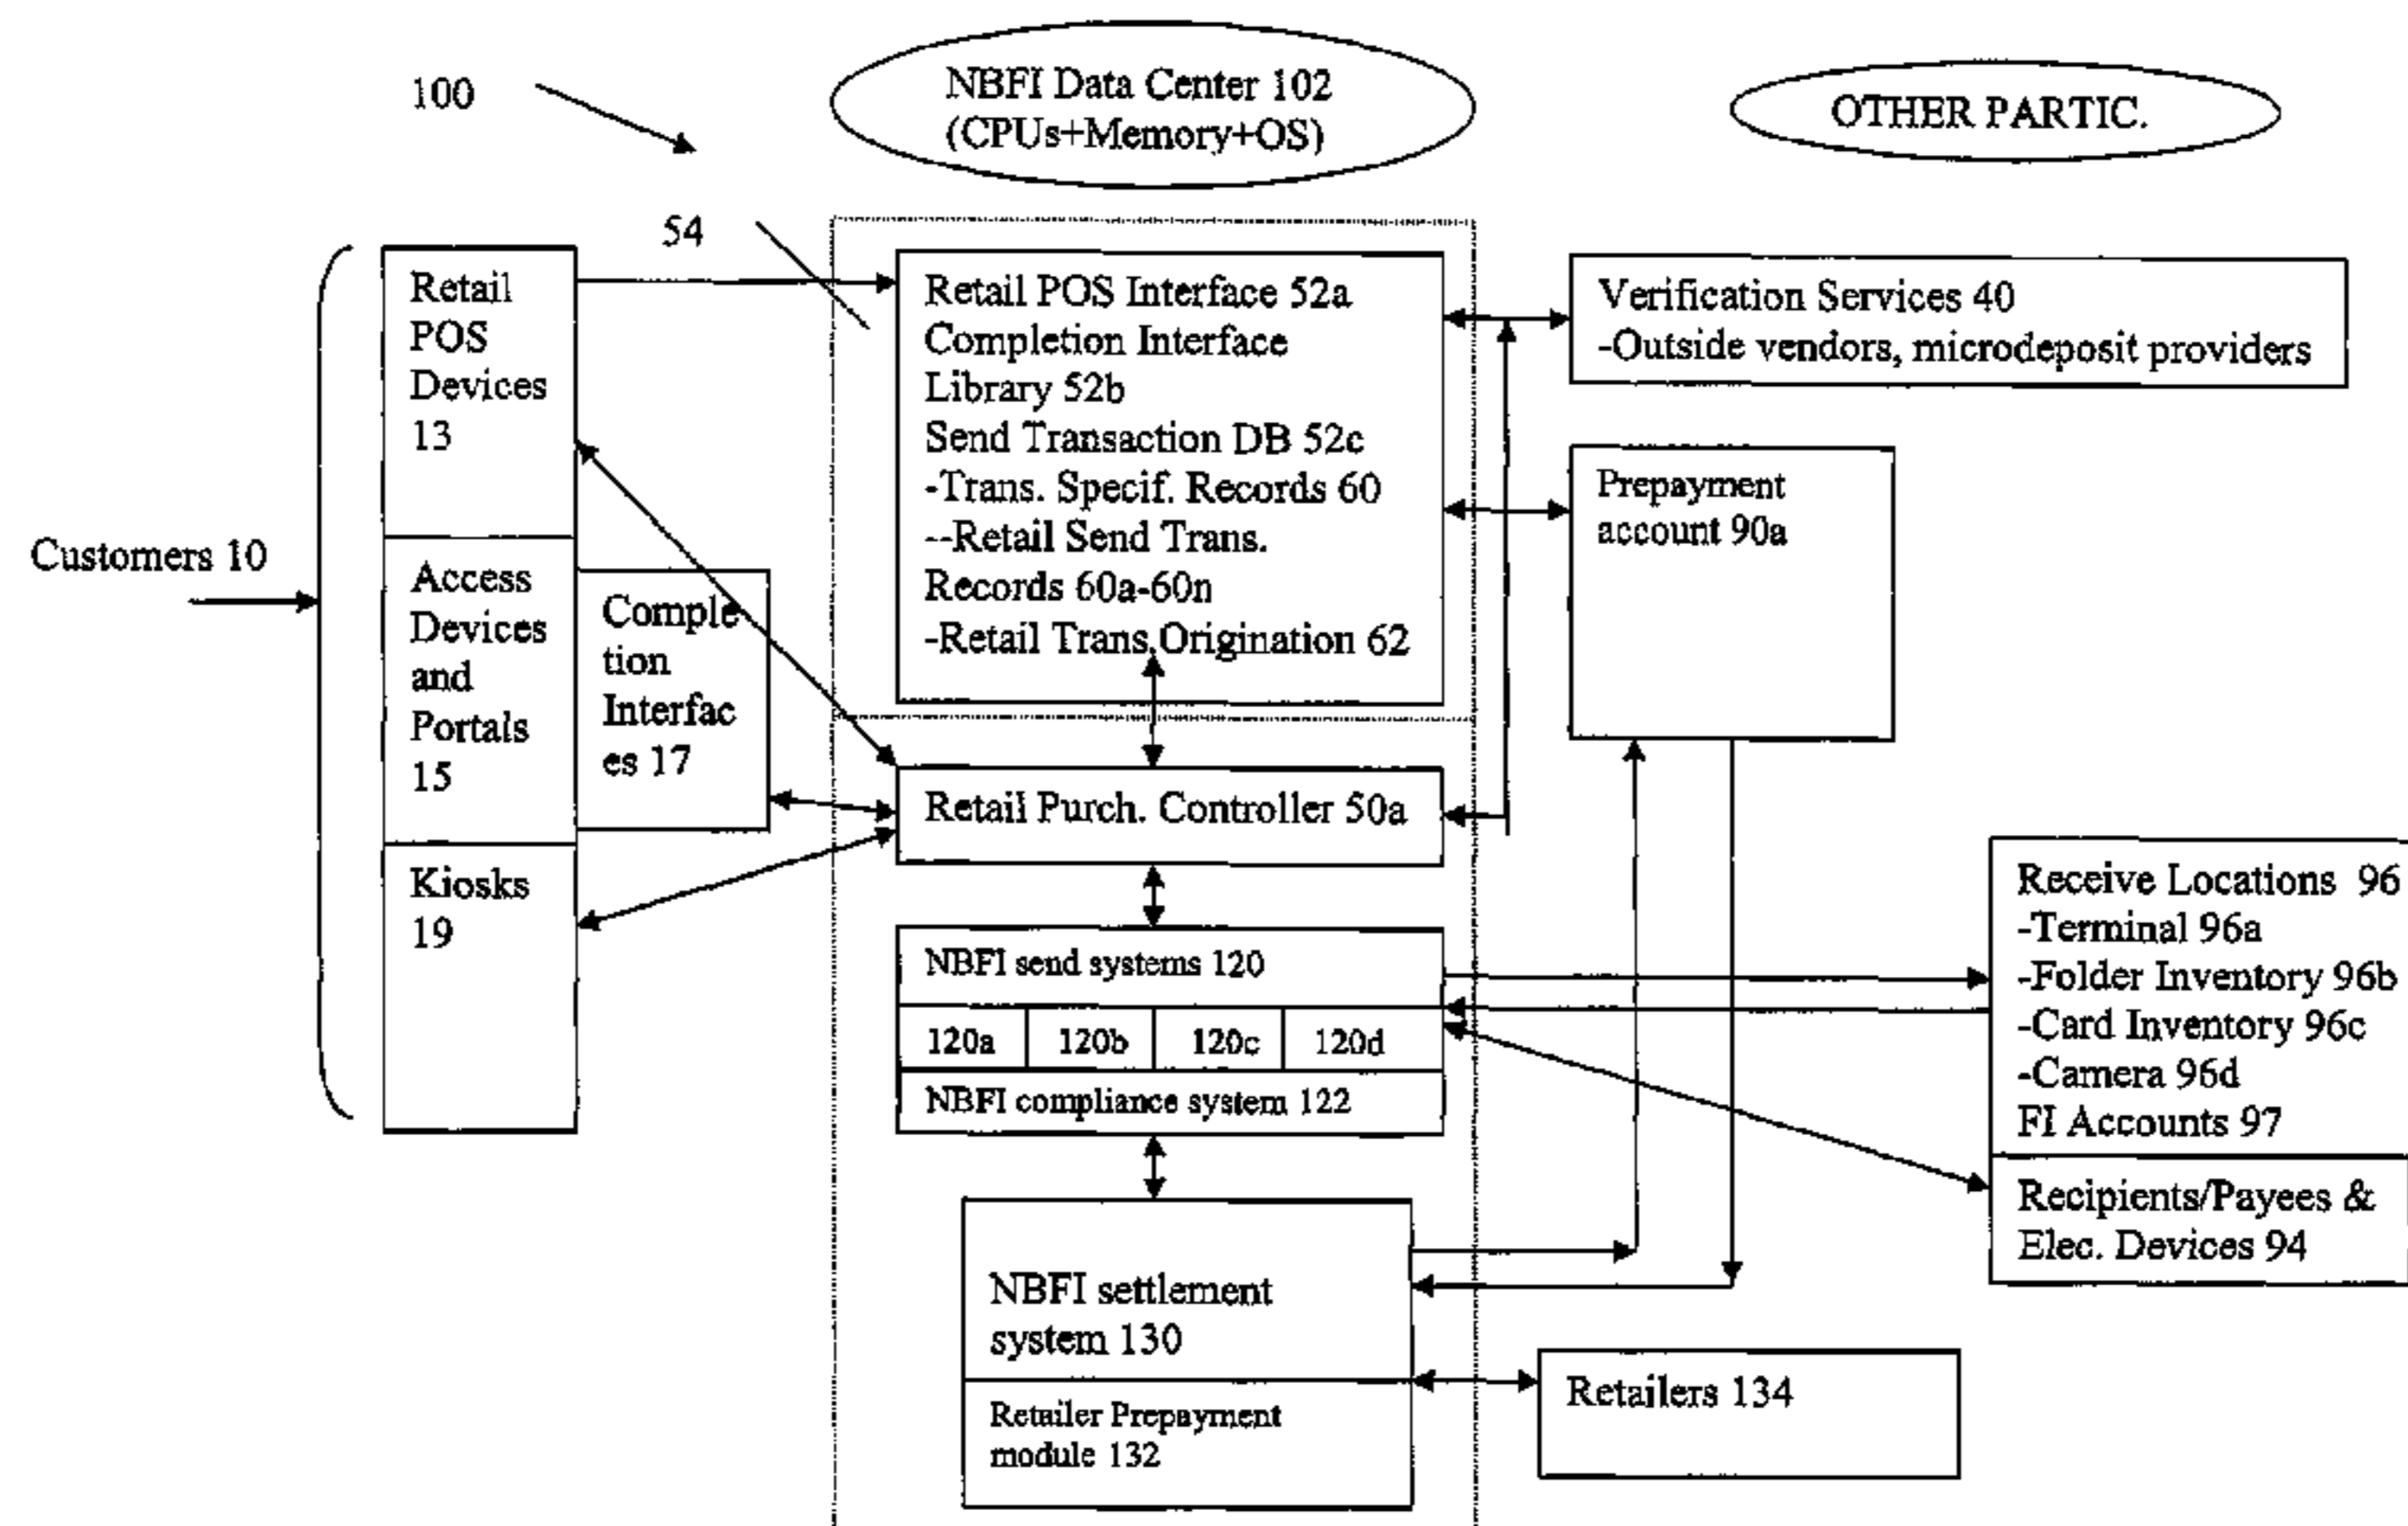 100
NBFI Data Center 102
(CPUs+Memory+OS)
OTHER PARTIC.
54
Customers 10
Retail
POS
Devices
13
Access
Devices
and
Portals
15
Kiosks
19
Comple
tion
Interfac
es 17
Retail POS Interface 52a
Completion Interface
Library 52b
Send Transaction DB 52c
-Trans. Specif. Records 60
--Retail Send Trans.
Records 60a-60n
-Retail Trans.Origination 62
Retail Purch. Controller 50a
NBFI send systems 120
120a 120b 120c 120d
NBFI compliance system 122
NBFI settlement
system 130
Retailer Prepayment
module 132
Verification Services 40
-Outside vendors, microdeposit providers
Prepayment
account 90a
Receive Locations 96
-Terminal 96a
-Folder Inventory 96b
-Card Inventory 96c
-Camera 96d
FI Accounts 97
Recipients/Payees &
Elec. Devices 94
Retailers 134